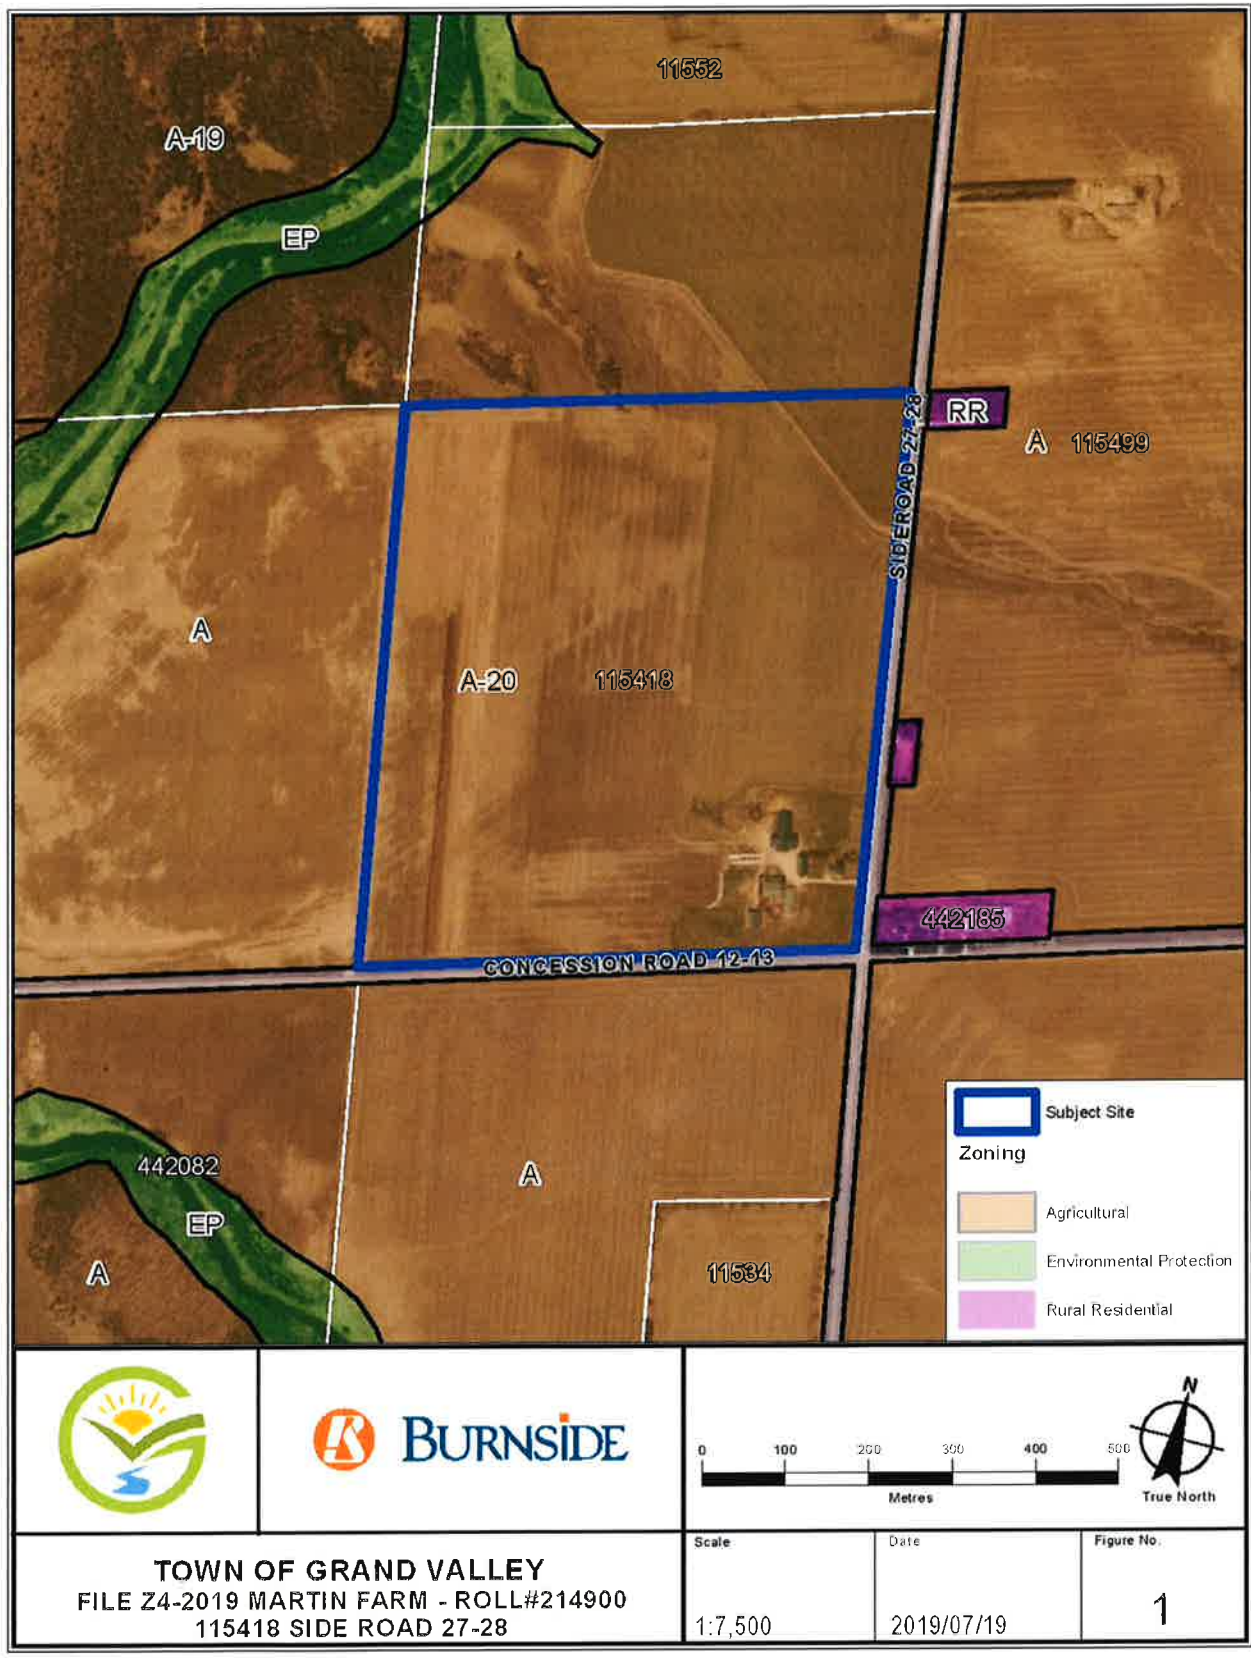 11552
A-19
EP
RR
A
115499
SIDEROAD 27-28
A
A-20
115418
442185
CONCESSION ROAD 12-13
442082
EP
A
A
11534
Subject Site
Zoning
Agricultural
Environmental Protection
Rural Residential
BURNSIDE
0 100 200 300 400 500
Metres
N
True North
TOWN OF GRAND VALLEY
FILE Z4-2019 MARTIN FARM - ROLL#214900
115418 SIDE ROAD 27-28
Scale
1:7,500
Date
2019/07/19
Figure No.
1